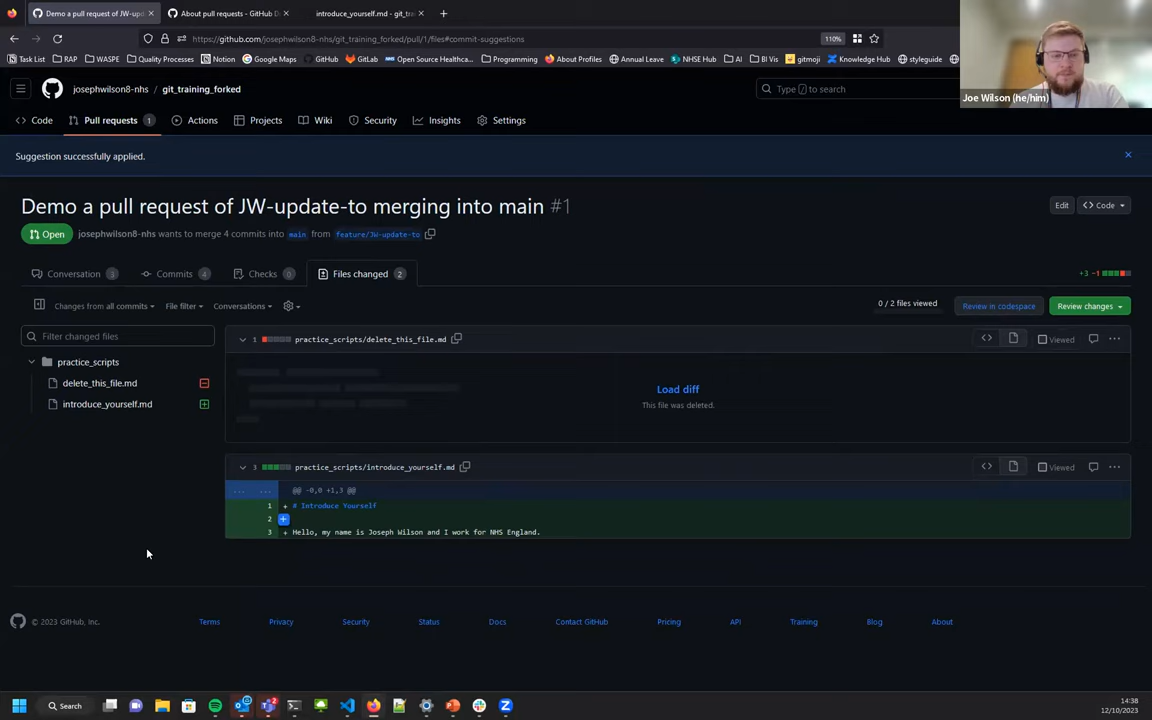 Demo a pull request of JW-upd
About pull requests - GitHub D
introduce_yourself.md - git_tra
https://github.com/josephwilson8-nhs/git_training_forked/pull/1/files#commit-suggestions
110%
Task List
RAP
WASPE
Quality Processes
Notion
Google Maps
GitHub
GitLab
Open Source Healthca...
Programming
About Profiles
Annual Leave
NHSE Hub
AI
BI Vis
gitmoji
Knowledge Hub
styleguide
Joe Wilson (he/him)
josephwilson8-nhs / git_training_forked
Type / to search
Code
Pull requests 1
Actions
Projects
Wiki
Security
Insights
Settings
Suggestion successfully applied.
Demo a pull request of JW-update-to merging into main #1
Edit
Code
Open
josephwilson8-nhs wants to merge 4 commits into main from feature/JW-update-to
Conversation 3
Commits 4
Checks 0
Files changed 2
+3 −1
Changes from all commits
File filter
Conversations
0 / 2 files viewed
Review in codespace
Review changes
Filter changed files
practice_scripts
delete_this_file.md
introduce_yourself.md
1 practice_scripts/delete_this_file.md
Viewed
Load diff
This file was deleted.
3 practice_scripts/introduce_yourself.md
Viewed
... ... @@ -0,0 +1,3 @@
1 + # Introduce Yourself
2 +
3 + Hello, my name is Joseph Wilson and I work for NHS England.
© 2023 GitHub, Inc.
Terms
Privacy
Security
Status
Docs
Contact GitHub
Pricing
API
Training
Blog
About
Search
14:38
12/10/2023